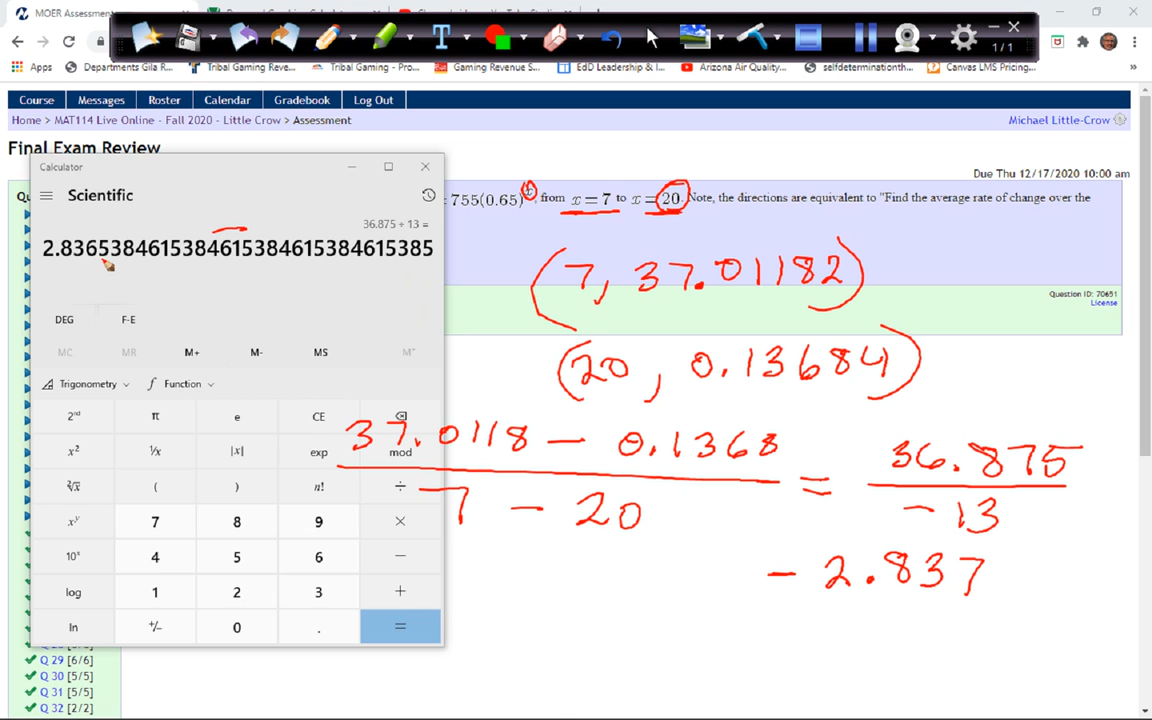 MOER Assessment
1/1
Apps Departments Gila R... Tribal Gaming Reve... Tribal Gaming - Pro... Gaming Revenue S... EdD Leadership & I... Arizona Air Quality... selfdeterminationth... Canvas LMS Pricing... »
Course Messages Roster Calendar Gradebook Log Out
Home > MAT114 Live Online - Fall 2020 - Little Crow > Assessment
Michael Little-Crow
Final Exam Review
Due Thu 12/17/2020 10:00 am
Qu
755(0.65)^x, from x = 7 to x = 20. Note, the directions are equivalent to "Find the average rate of change over the
Question ID: 70651
License
Calculator
Scientific
36.875 ÷ 13 =
2.8365384615384615384615384615385
DEG F-E
MC MR M+ M- MS M˅
Trigonometry Function
2ⁿᵈ π e CE
x² ¹/x |x| exp mod
²√x ( ) n! ÷
xʸ 7 8 9 ×
10ˣ 4 5 6 −
log 1 2 3 +
ln +/− 0 . =
(7, 37.01182)
(20, 0.13684)
37.0118 − 0.1368
7 − 20
= 36.875
− 13
− 2.837
Q 29 [6/6]
Q 30 [5/5]
Q 31 [5/5]
Q 32 [2/2]